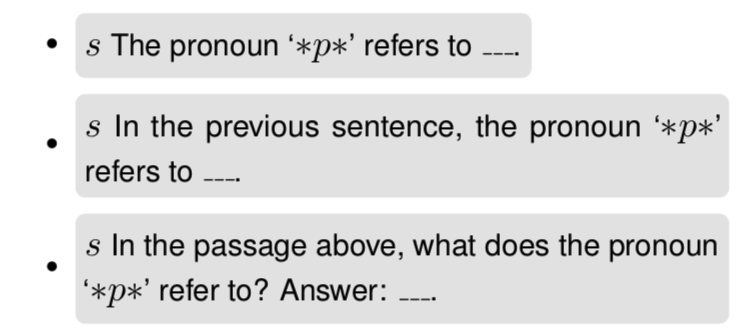 • s The pronoun ‘*p*’ refers to ___.
• s In the previous sentence, the pronoun ‘*p*’
refers to ___.
• s In the passage above, what does the pronoun
‘*p*’ refer to? Answer: ___.